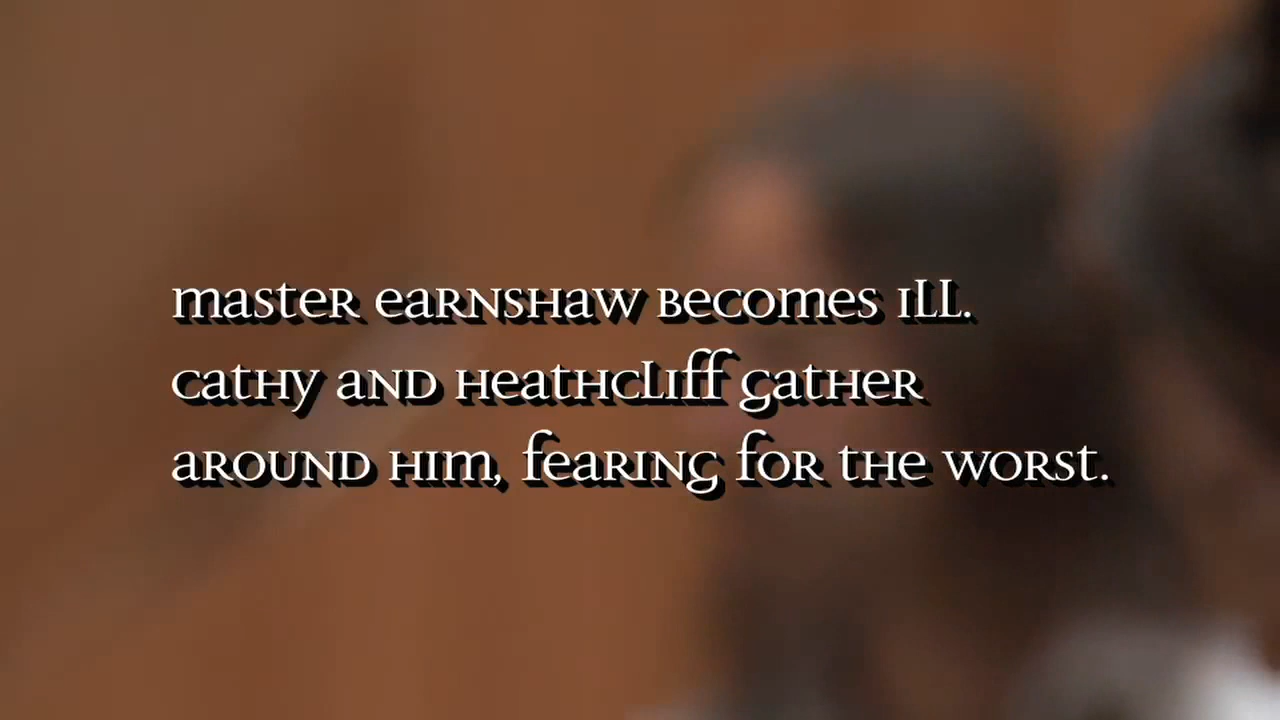 master earnshaw becomes ill.
cathy and heathcliff gather
around him, fearing for the worst.